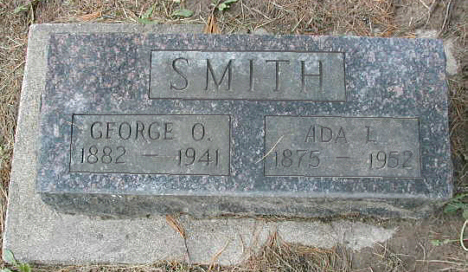 SMITH
GEORGE O.
1882 – 1941
ADA L.
1875 – 1952